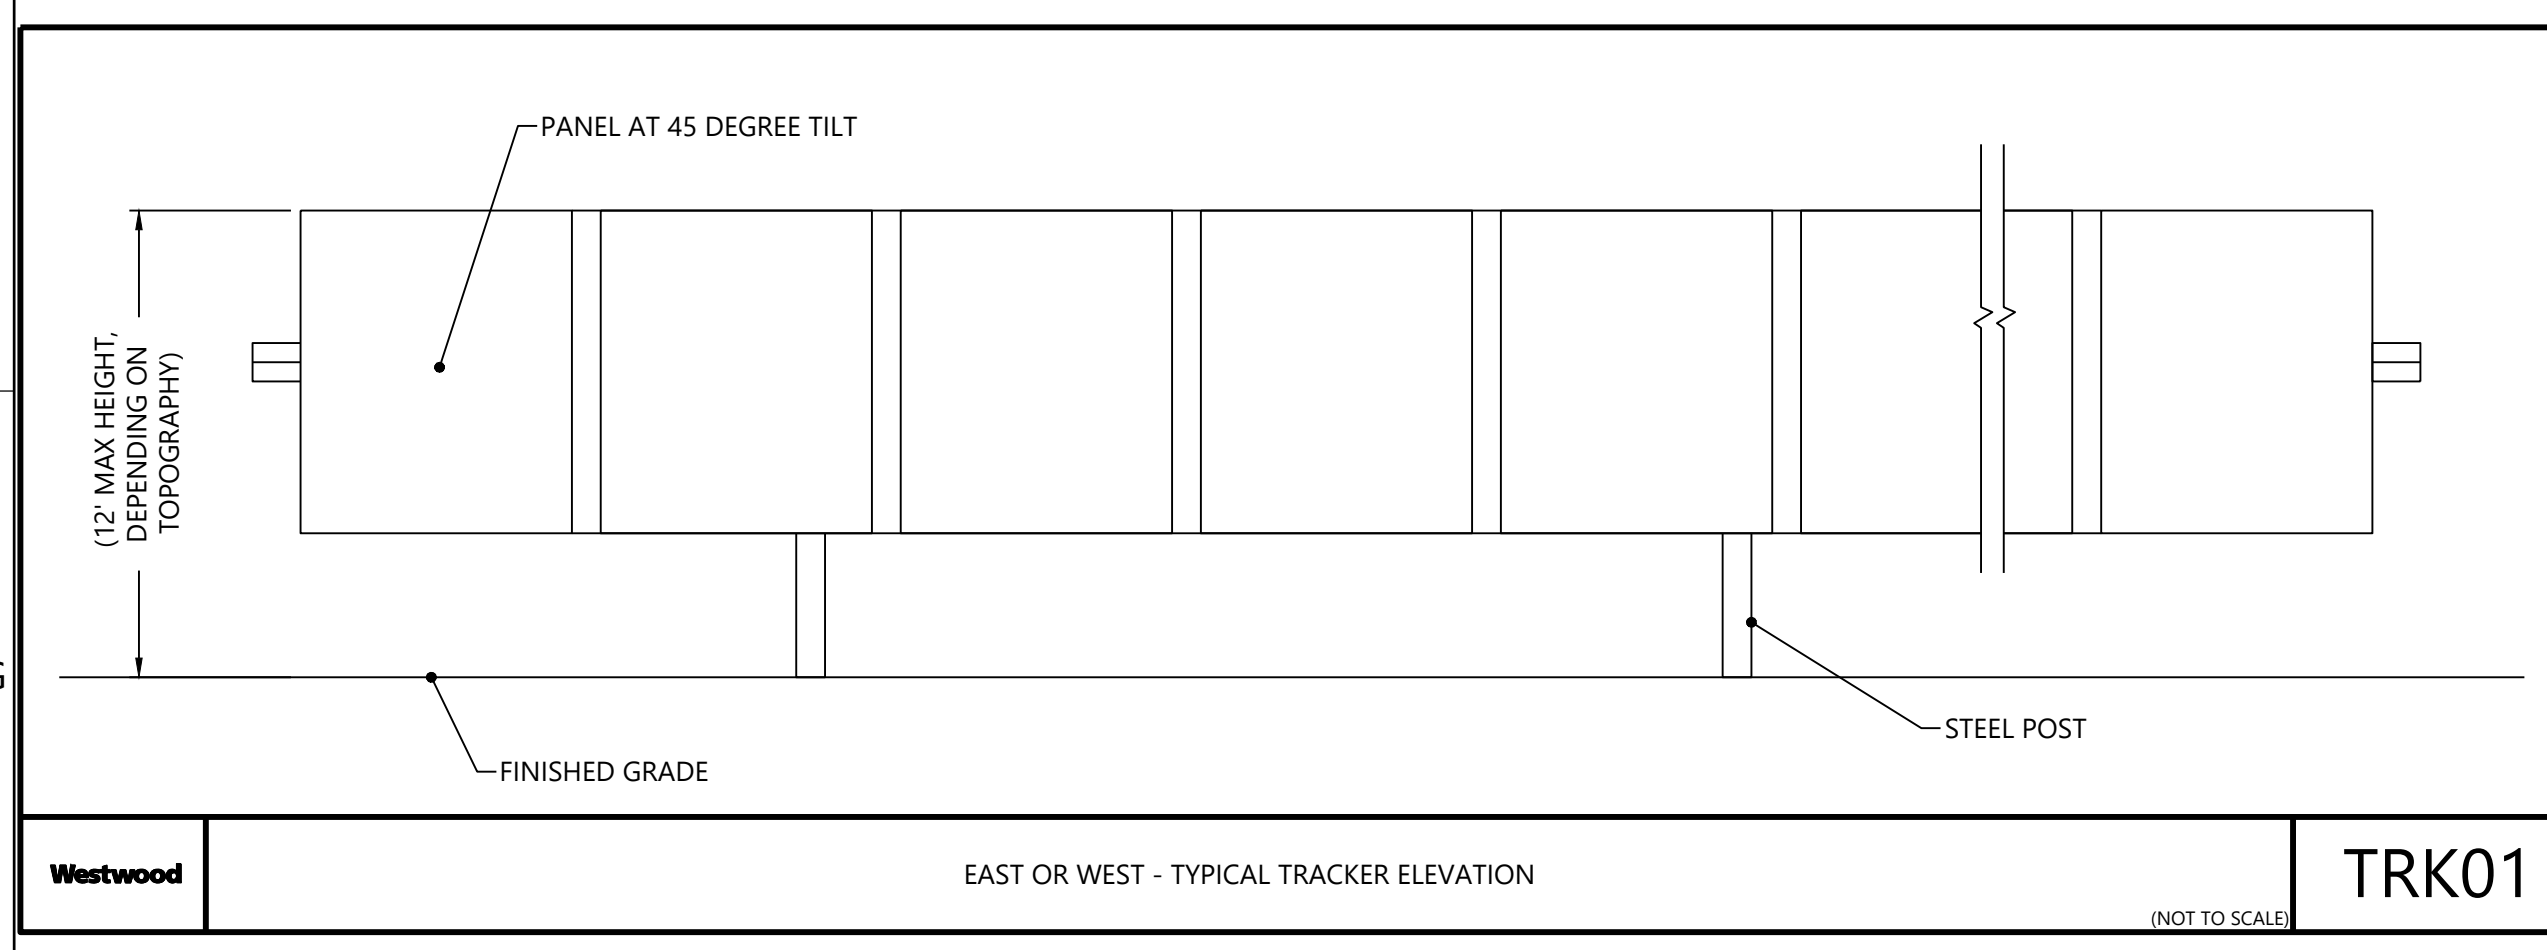 PANEL AT 45 DEGREE TILT
(12' MAX HEIGHT,
DEPENDING ON
TOPOGRAPHY)
STEEL POST
FINISHED GRADE
Westwood
EAST OR WEST - TYPICAL TRACKER ELEVATION
(NOT TO SCALE)
TRK01